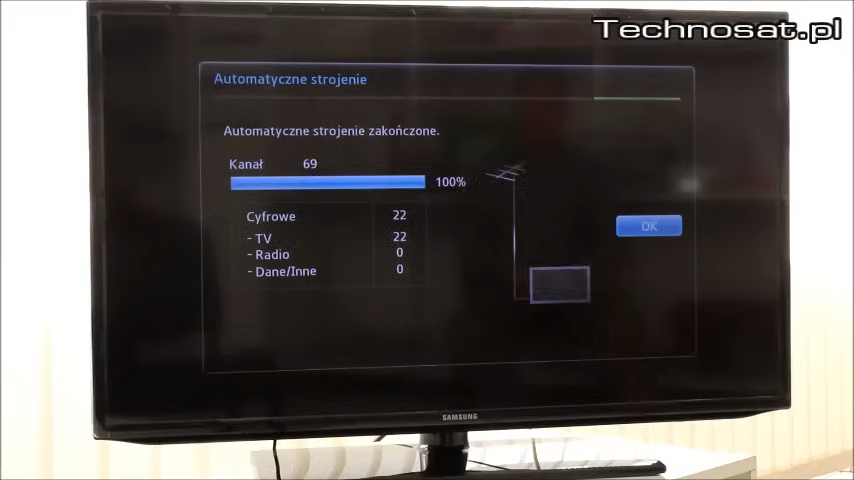 Technosat.pl
Automatyczne strojenie
Automatyczne strojenie zakończone.
Kanał 69
100%
Cyfrowe 22
- TV 22
- Radio 0
- Dane/Inne 0
OK
SAMSUNG